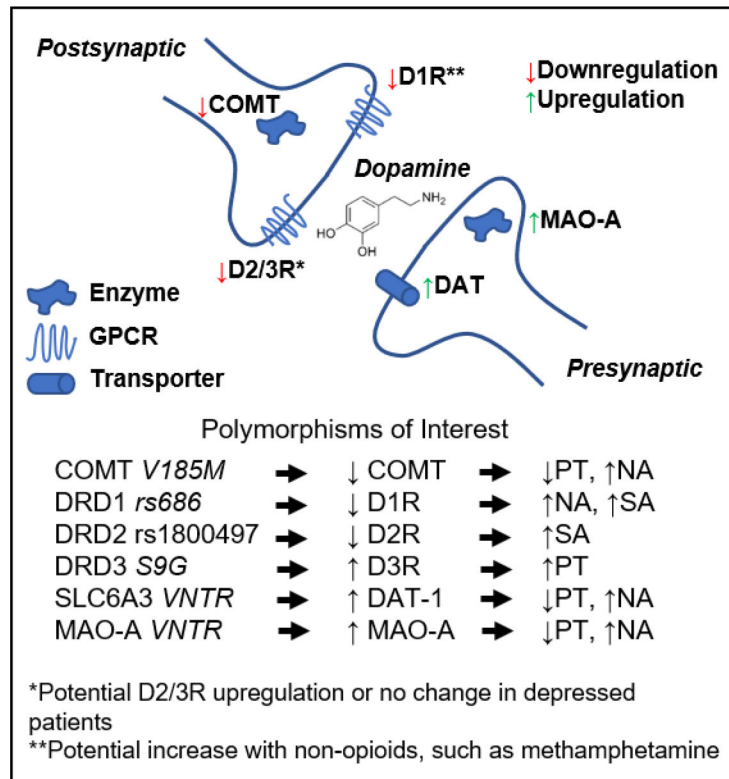 Postsynaptic
↓D1R**
↓COMT
↓Downregulation
↑Upregulation
Dopamine
NH₂
HO
OH
↑MAO-A
↓D2/3R*
↑DAT
Enzyme
GPCR
Transporter
Presynaptic
Polymorphisms of Interest
COMT V185M → ↓ COMT → ↓PT, ↑NA
DRD1 rs686 → ↓ D1R → ↑NA, ↑SA
DRD2 rs1800497 → ↓ D2R → ↑SA
DRD3 S9G → ↑ D3R → ↑PT
SLC6A3 VNTR → ↑ DAT-1 → ↓PT, ↑NA
MAO-A VNTR → ↑ MAO-A → ↓PT, ↑NA
*Potential D2/3R upregulation or no change in depressed
patients
**Potential increase with non-opioids, such as methamphetamine